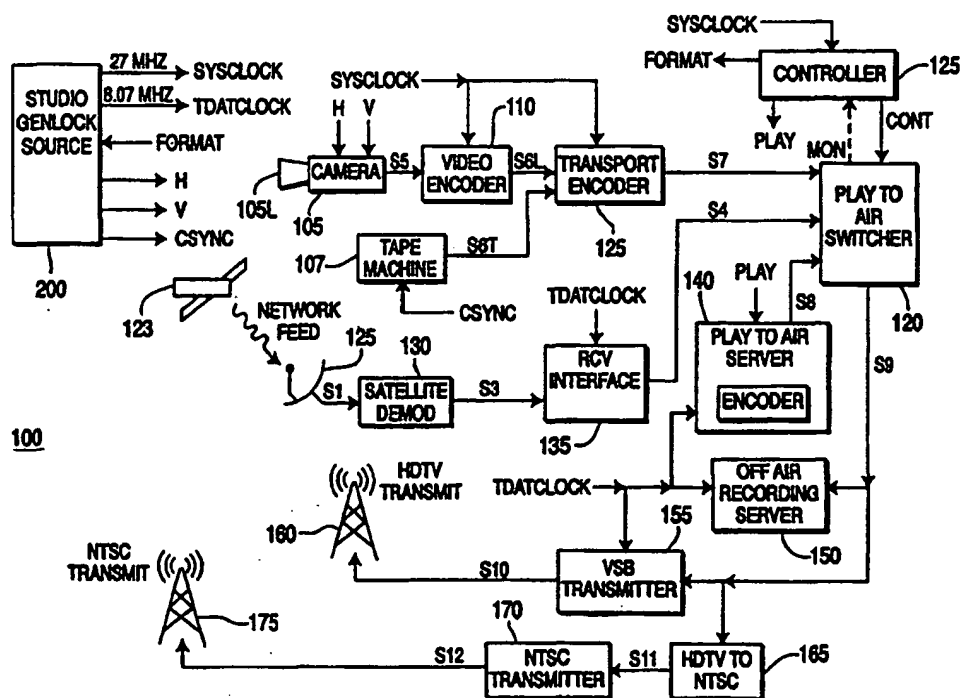 SYSCLOCK
FORMAT
CONTROLLER
125
PLAY
MON
CONT
STUDIO
GENLOCK
SOURCE
200
27 MHZ
SYSCLOCK
8.07 MHZ
TDATCLOCK
FORMAT
H
V
CSYNC
SYSCLOCK
H
V
110
105L
CAMERA
105
S5
VIDEO
ENCODER
S6L
TRANSPORT
ENCODER
125
S7
PLAY TO
AIR
SWITCHER
120
107
TAPE
MACHINE
S6T
CSYNC
S4
123
NETWORK
FEED
125
S1
130
SATELLITE
DEMOD
S3
TDATCLOCK
RCV
INTERFACE
135
140
PLAY
S8
PLAY TO AIR
SERVER
ENCODER
S9
100
HDTV
TRANSMIT
160
TDATCLOCK
OFF AIR
RECORDING
SERVER
150
155
VSB
TRANSMITTER
S10
NTSC
TRANSMIT
175
170
NTSC
TRANSMITTER
S12
S11
HDTV TO
NTSC
165